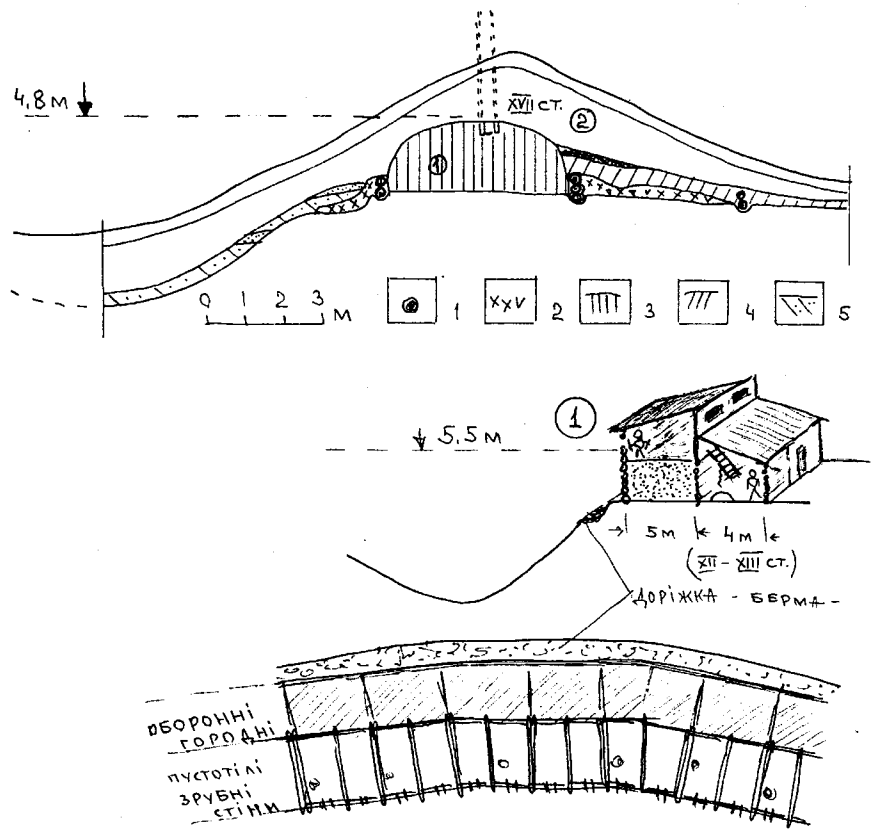 4,8 м
XVII ст.
2
1
0 1 2 3 м
1
xxv 2
3
4
5
5,5 м
1
5м 4м
(XII – XIII ст.)
ДОРІЖКА - БЕРМА -
ОБОРОННІ
ГОРОДНІ
ПУСТОТІЛІ
ЗРУБНІ
СТІНИ